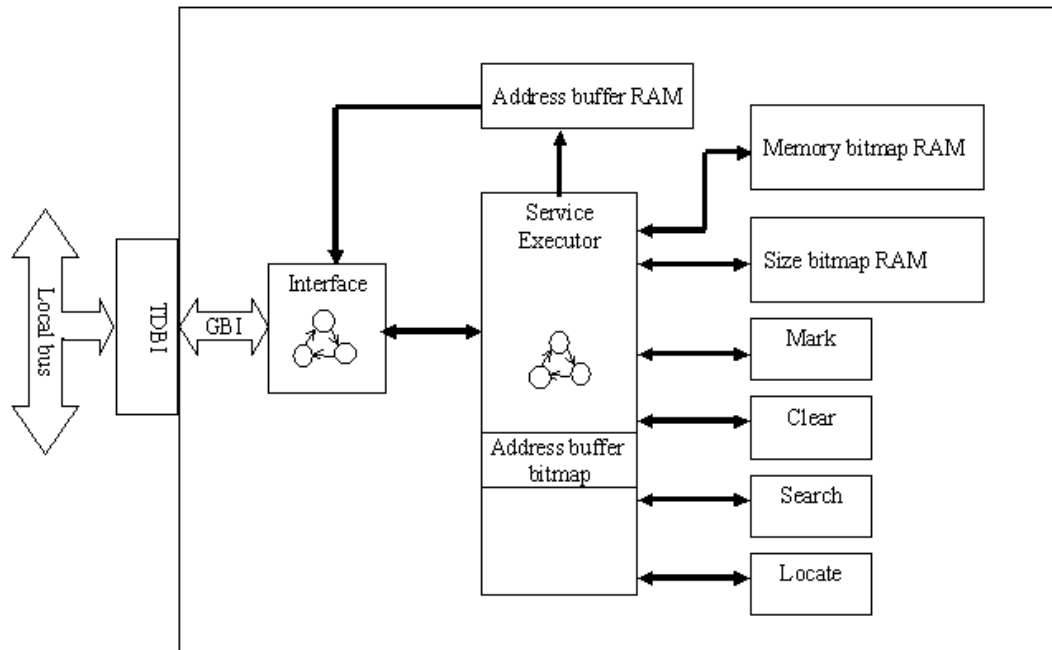 Address buffer RAM
Memory bitmap RAM
Service
Executor
Size bitmap RAM
Interface
Local bus
TDBI
GBI
Mark
Clear
Address buffer
bitmap
Search
Locate